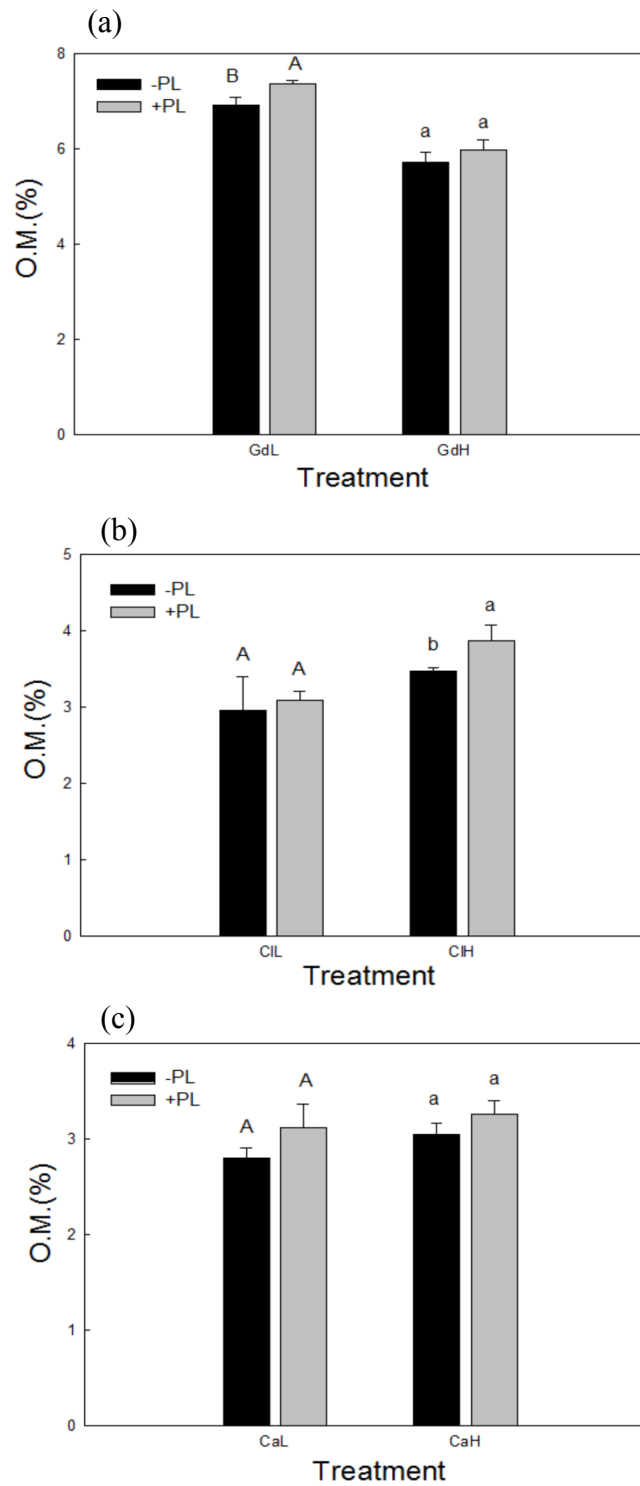 (a)
8
6
4
2
0
O.M.(%)
-PL
+PL
B
A
a
a
GdL
GdH
Treatment
(b)
5
4
3
2
1
0
O.M.(%)
-PL
+PL
A
A
b
a
ClL
ClH
Treatment
(c)
4
3
2
1
0
O.M.(%)
-PL
+PL
A
A
a
a
CaL
CaH
Treatment